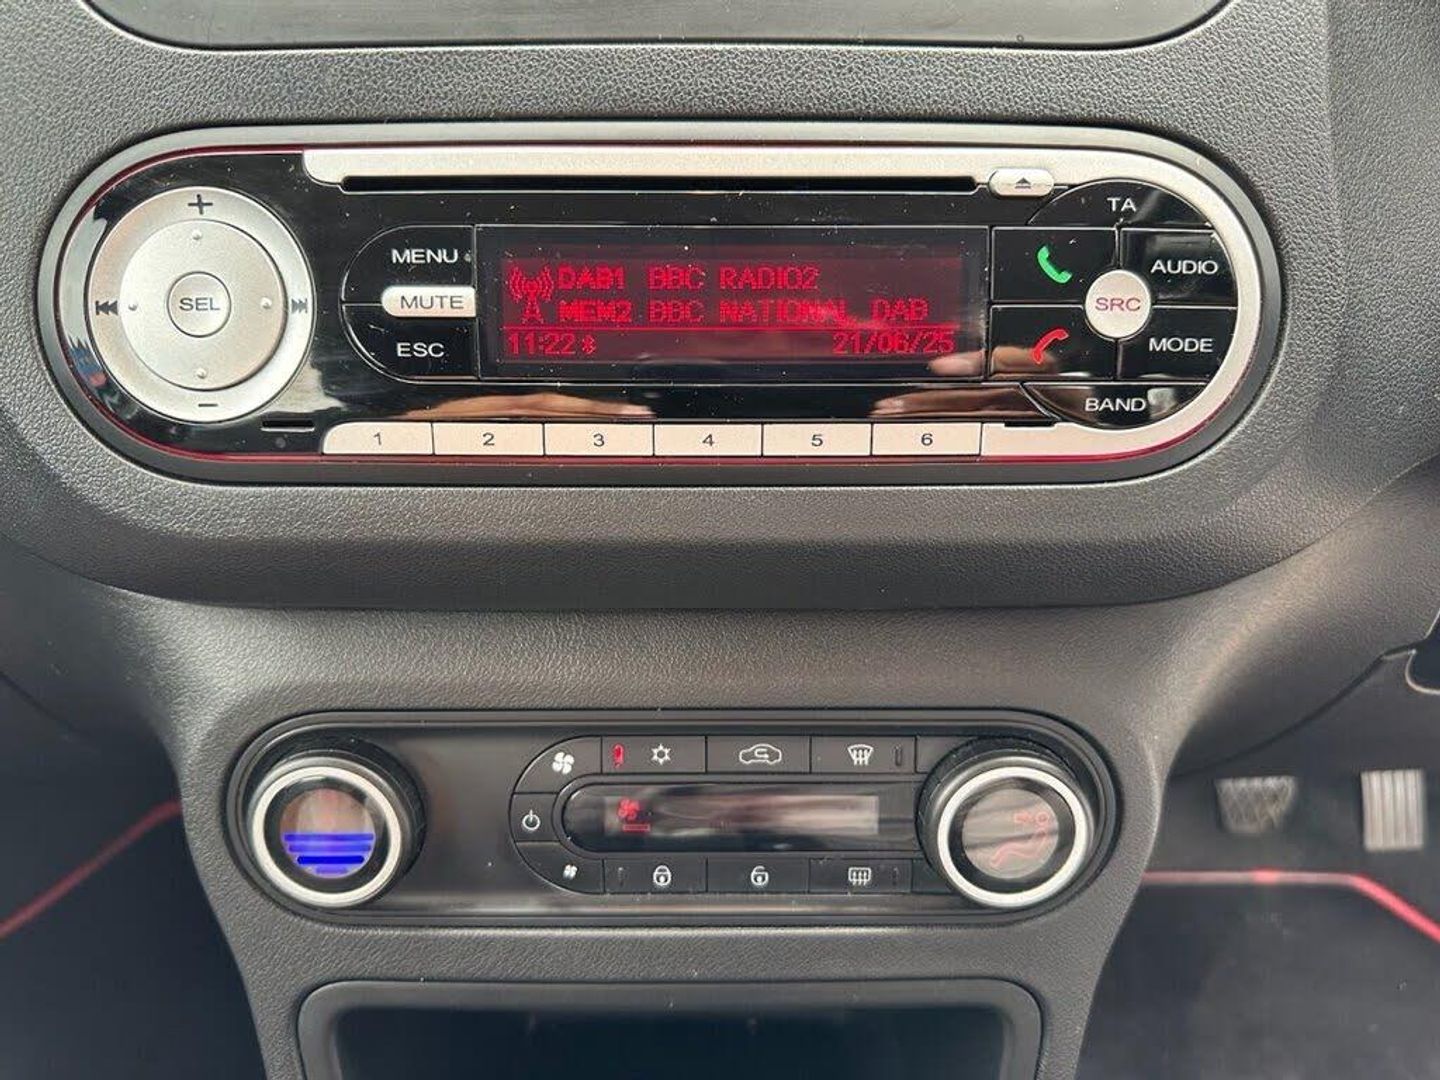 TA
MENU
MUTE
ESC
SEL
DAB1 BBC RADIO2
MEM2 BBC NATIONAL DAB
11:22 21/06/25
AUDIO
SRC
MODE
BAND
1 2 3 4 5 6